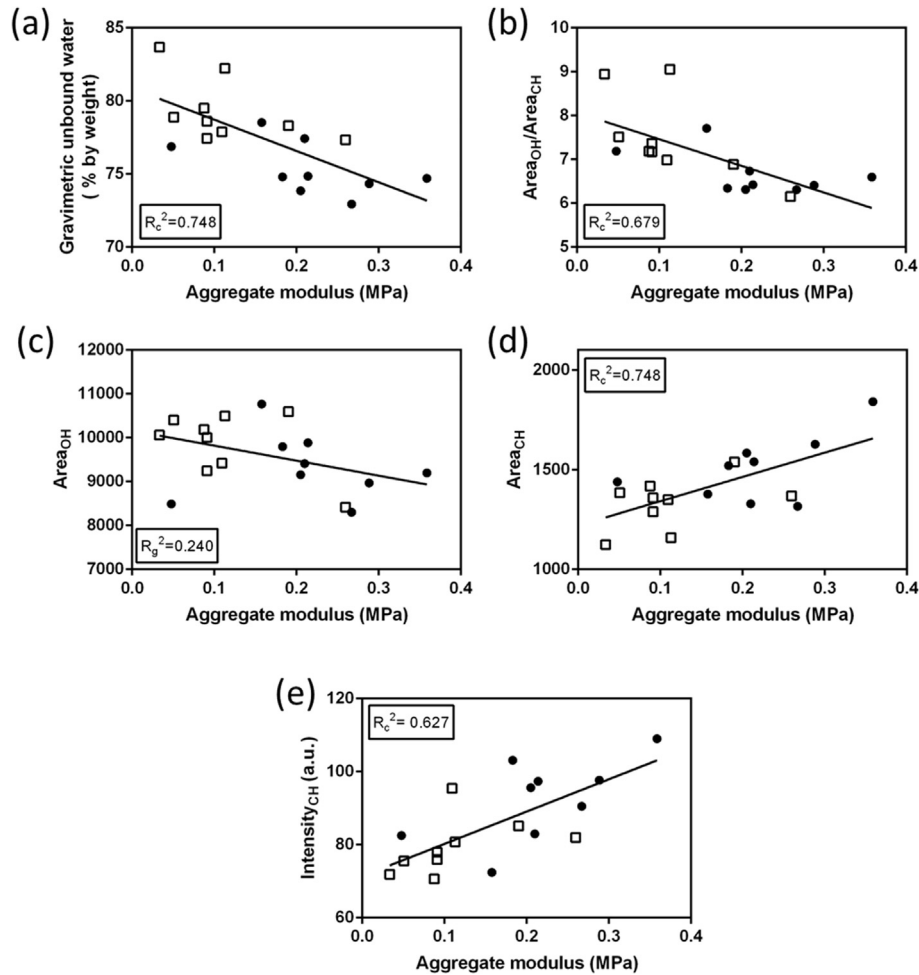 (a)
85
80
75
70
Gravimetric unbound water
( % by weight)
R_c^2=0.748
0.0 0.1 0.2 0.3 0.4
Aggregate modulus (MPa)
(b)
10
9
8
7
6
5
Area_OH/Area_CH
R_c^2=0.679
0.0 0.1 0.2 0.3 0.4
Aggregate modulus (MPa)
(c)
12000
11000
10000
9000
8000
7000
Area_OH
R_g^2=0.240
0.0 0.1 0.2 0.3 0.4
Aggregate modulus (MPa)
(d)
2000
1500
1000
Area_CH
R_c^2=0.748
0.0 0.1 0.2 0.3 0.4
Aggregate modulus (MPa)
(e)
120
100
80
60
Intensity_CH (a.u.)
R_c^2= 0.627
0.0 0.1 0.2 0.3 0.4
Aggregate modulus (MPa)